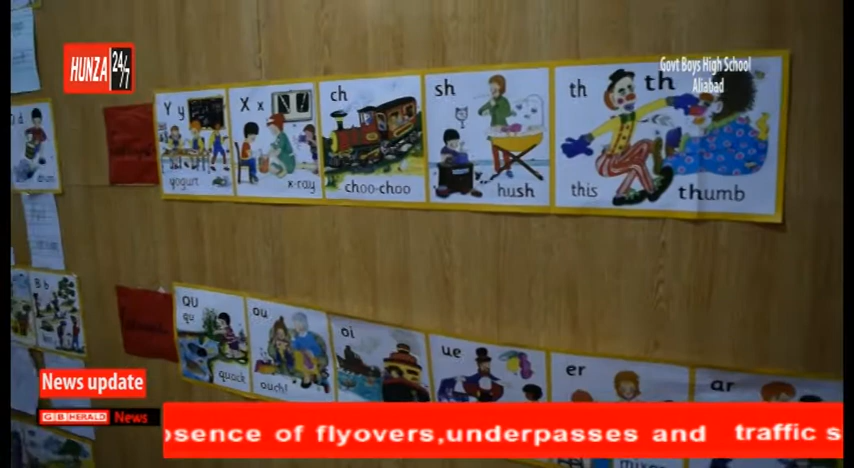 HUNZA 24/7
Govt Boys High School
Aliabad
Y y
yogurt
X x
x-ray
ch
choo-choo
sh
hush
th
this
th
thumb
d
drum
B b
QU
qu
quack
ou
ouch!
oi
ue
er
ar
mixer
News update
GB HERALD News
of flyovers,underpasses and traffic